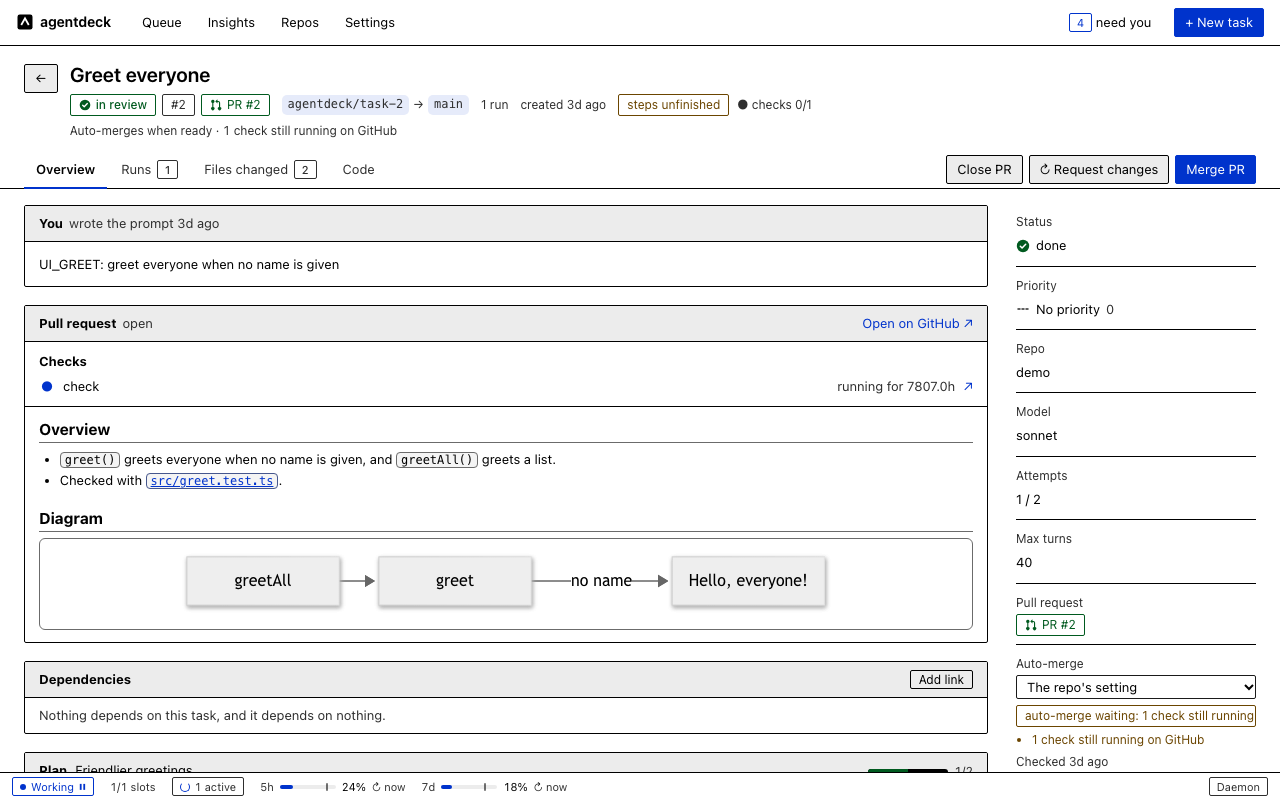 agentdeck Queue Insights Repos Settings 4 need you + New task
← Greet everyone
in review #2 PR #2 agentdeck/task-2 → main 1 run created 3d ago steps unfinished checks 0/1
Auto-merges when ready · 1 check still running on GitHub
Overview Runs 1 Files changed 2 Code Close PR ↻ Request changes Merge PR
You wrote the prompt 3d ago
UI_GREET: greet everyone when no name is given
Pull request open Open on GitHub ↗
Checks
check running for 7807.0h ↗
Overview
• greet() greets everyone when no name is given, and greetAll() greets a list.
• Checked with src/greet.test.ts.
Diagram
greetAll greet no name Hello, everyone!
Dependencies Add link
Nothing depends on this task, and it depends on nothing.
Plan Friendlier greetings 1/2
Status
done
Priority
--- No priority 0
Repo
demo
Model
sonnet
Attempts
1 / 2
Max turns
40
Pull request
PR #2
Auto-merge
The repo's setting
auto-merge waiting: 1 check still running
• 1 check still running on GitHub
Checked 3d ago
Working 1/1 slots 1 active 5h 24% ↻ now 7d 18% ↻ now Daemon